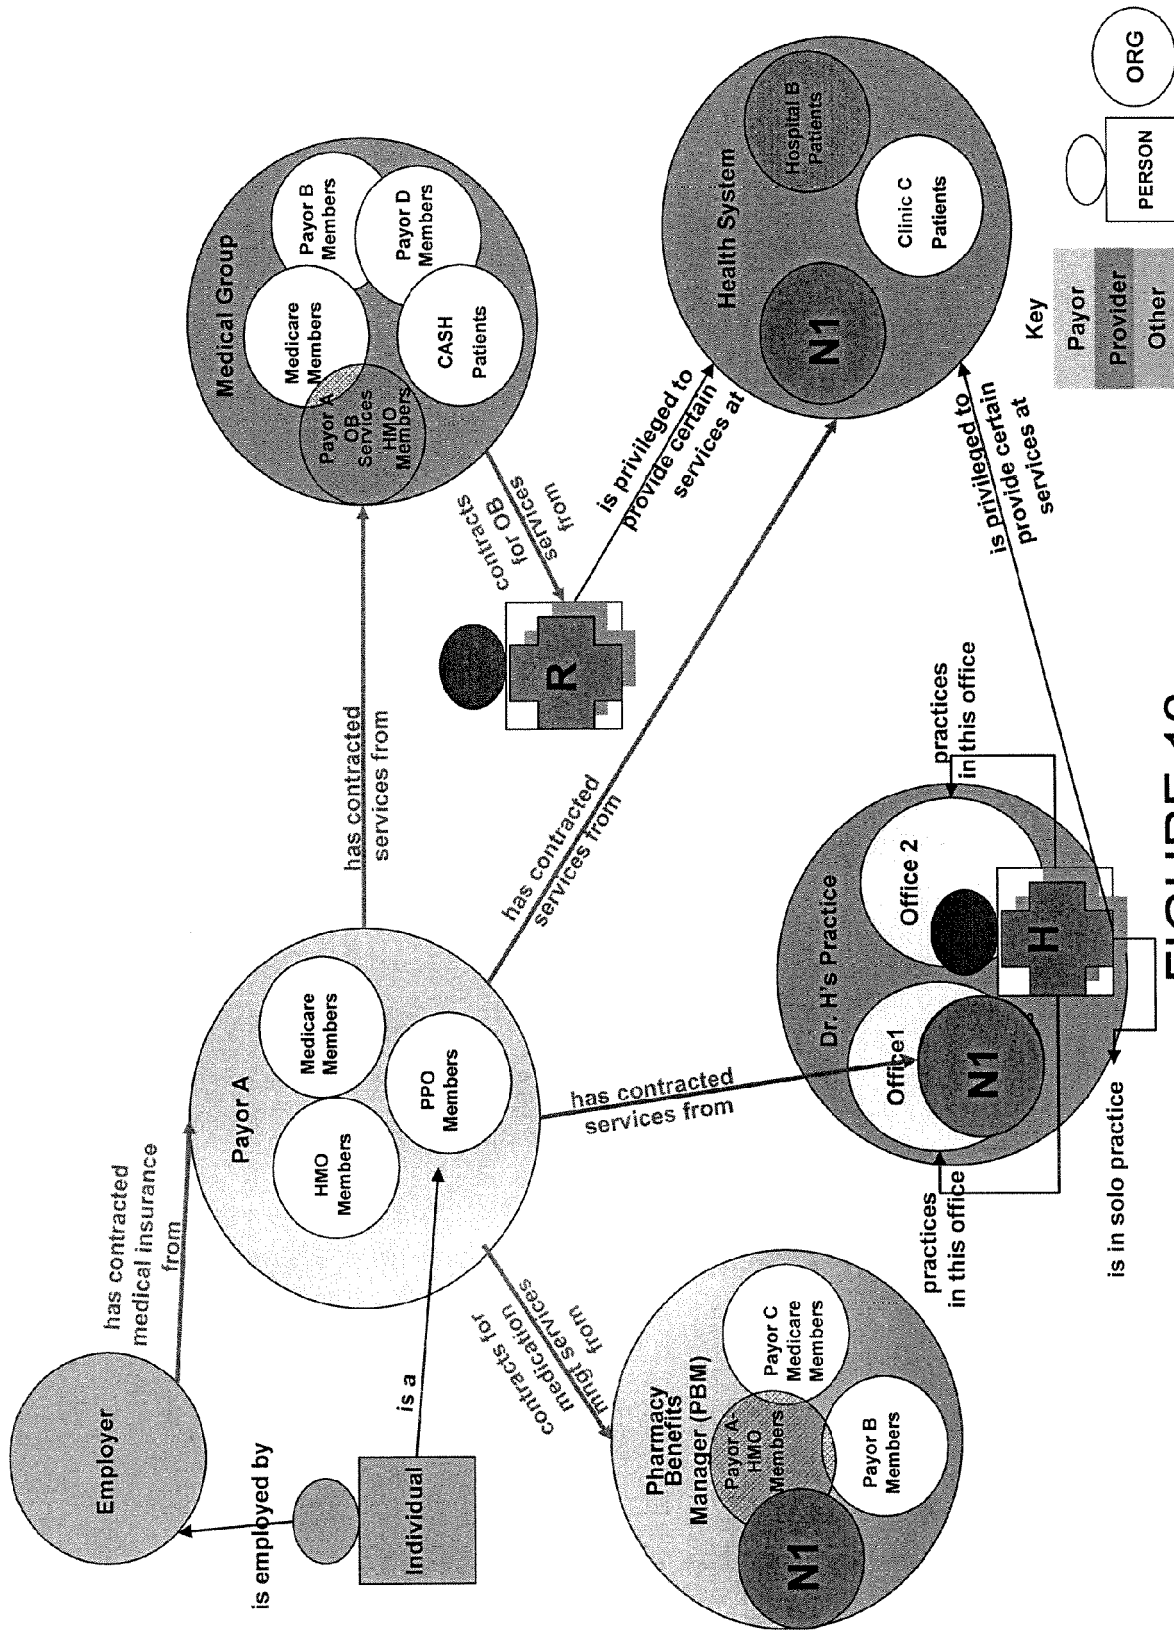 Employer
is employed by
Individual
has contracted
medical insurance
from
is a
Payor A
HMO
Members
Medicare
Members
PPO
Members
has contracted
services from
Medical Group
Medicare
Members
Payor B
Members
Payor A
OB
Services
HMO
Members
Payor D
Members
CASH
Patients
contracts
for OB
services
from
R
contracts for
medication
mngt services
from
has contracted
services from
has contracted
services from
is privileged to
provide certain
services at
Pharmacy
Benefits
Manager (PBM)
Payor A-
HMO
Members
Payor C
Medicare
Members
N1
Payor B
Members
Dr. H's Practice
Office1
Office 2
N1
H
practices
in this office
practices
in this office
is in solo practice
is privileged to
provide certain
services at
Health System
N1
Hospital B
Patients
Clinic C
Patients
Key
Payor
Provider
Other
PERSON
ORG